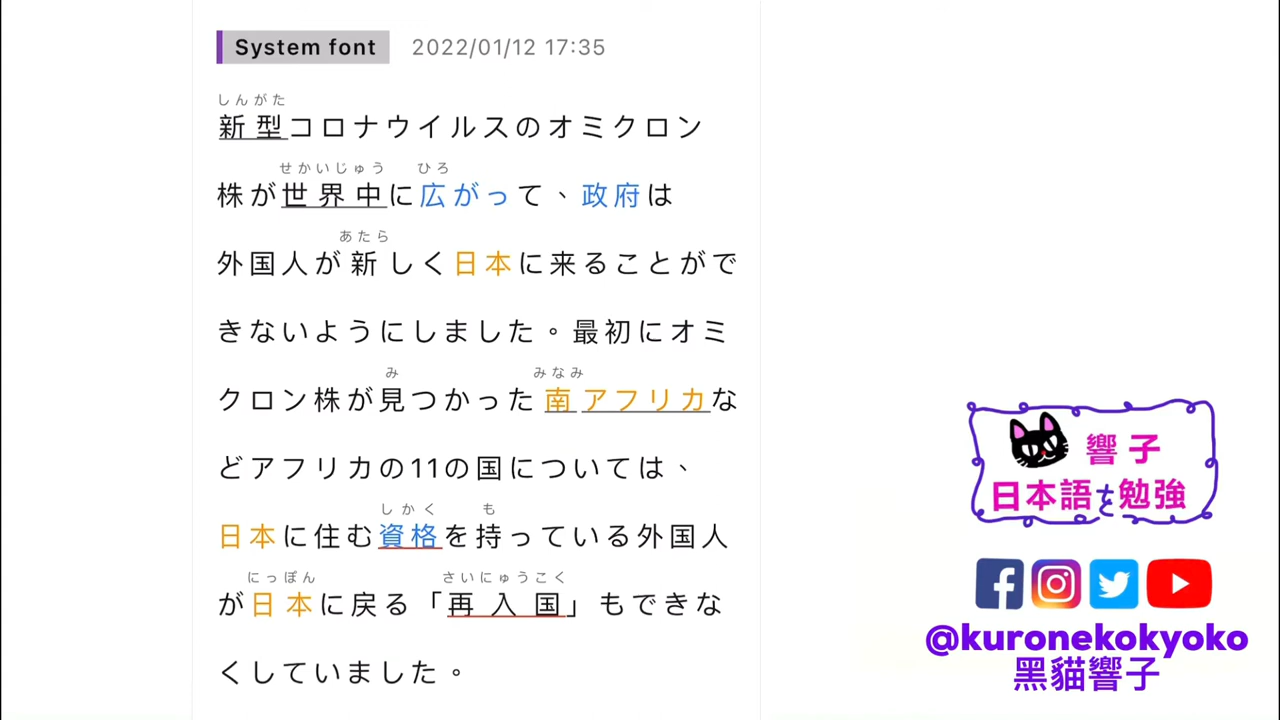 System font 2022/01/12 17:35
しんがた
新型コロナウイルスのオミクロン
せかいじゅう ひろ
株が世界中に広がって、政府は
あたら
外国人が新しく日本に来ることがで
きないようにしました。最初にオミ
み みなみ
クロン株が見つかった南アフリカな
どアフリカの11の国については、
しかく も
日本に住む資格を持っている外国人
にっぽん さいにゅうこく
が日本に戻る「再入国」もできな
くしていました。
響子
日本語を勉強
@kuronekokyoko
黑貓響子